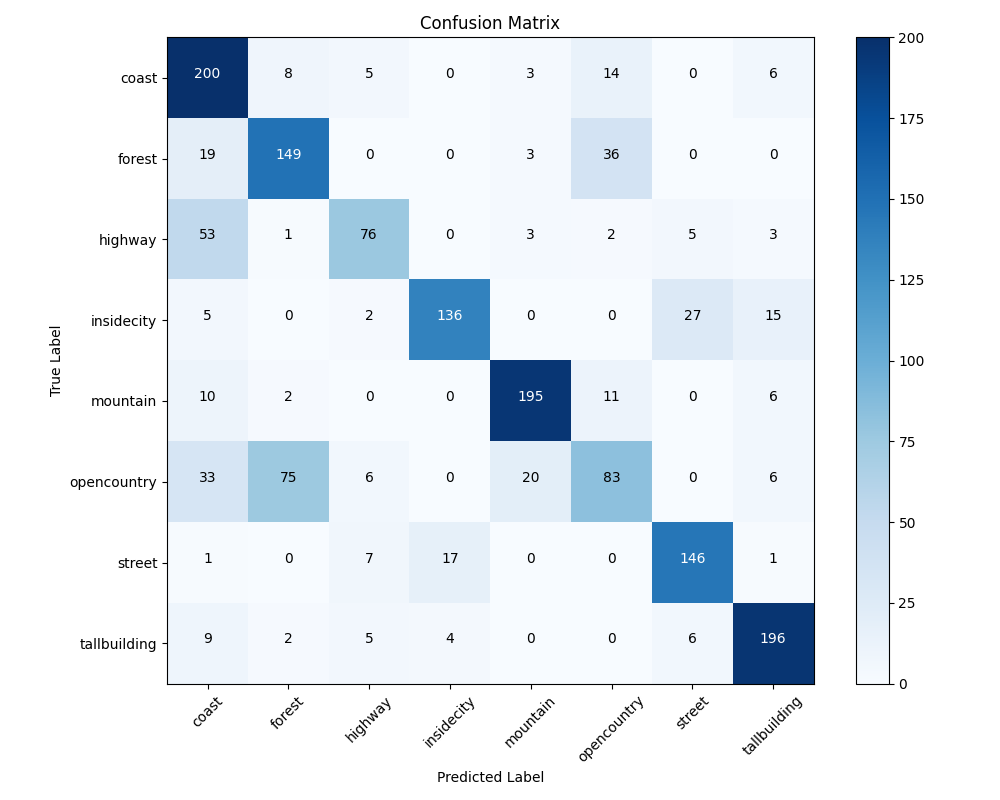 Confusion Matrix
coast 200 8 5 0 3 14 0 6
forest 19 149 0 0 3 36 0 0
highway 53 1 76 0 3 2 5 3
insidecity 5 0 2 136 0 0 27 15
mountain 10 2 0 0 195 11 0 6
opencountry 33 75 6 0 20 83 0 6
street 1 0 7 17 0 0 146 1
tallbuilding 9 2 5 4 0 0 6 196
coast forest highway insidecity mountain opencountry street tallbuilding
True Label
Predicted Label
200
175
150
125
100
75
50
25
0